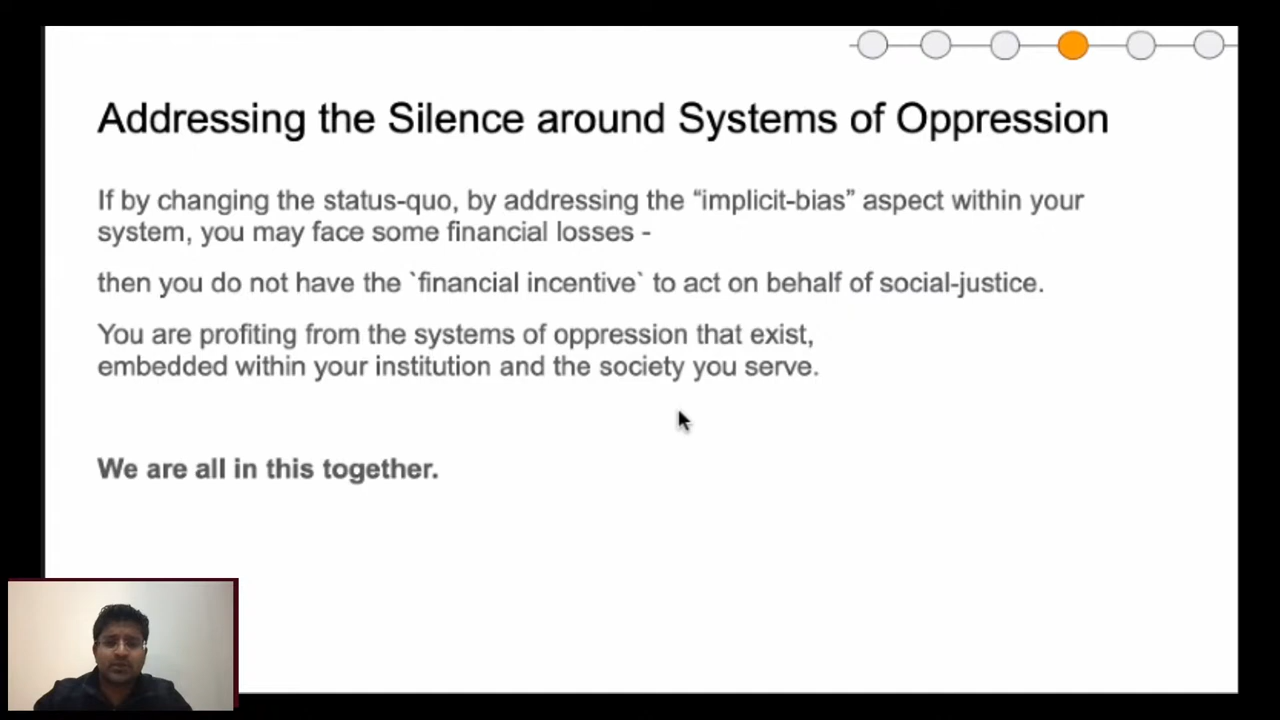 Addressing the Silence around Systems of Oppression
If by changing the status-quo, by addressing the “implicit-bias” aspect within your
system, you may face some financial losses -
then you do not have the `financial incentive` to act on behalf of social-justice.
You are profiting from the systems of oppression that exist,
embedded within your institution and the society you serve.
We are all in this together.